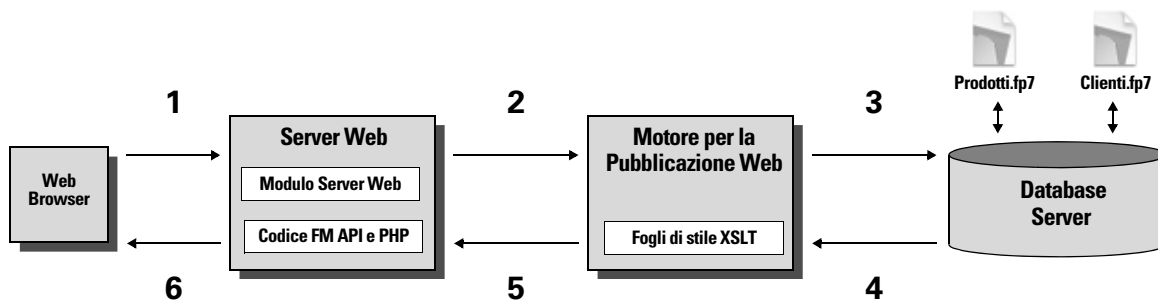 Prodotti.fp7
Clienti.fp7
1
2
3
Server Web
Motore per la
Pubblicazione Web
Web
Browser
Modulo Server Web
Database
Server
Codice FM API e PHP
Fogli di stile XSLT
6
5
4